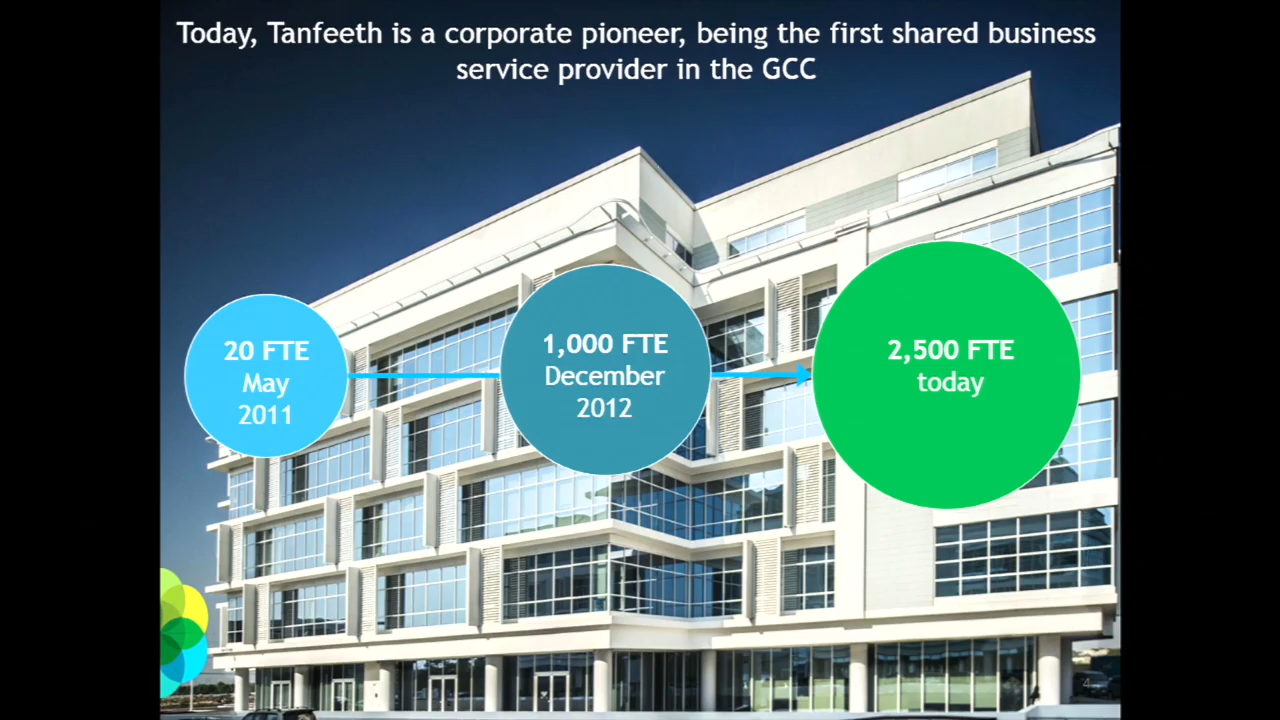 Today, Tanfeeth is a corporate pioneer, being the first shared business
service provider in the GCC
20 FTE
May
2011
1,000 FTE
December
2012
2,500 FTE
today
4